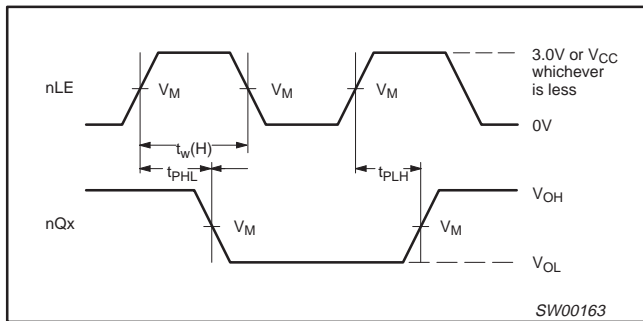 3.0V or VCC
whichever
is less
nLE
VM
VM
VM
0V
tw(H)
tPHL
tPLH
VOH
nQx
VM
VM
VOL
SW00163